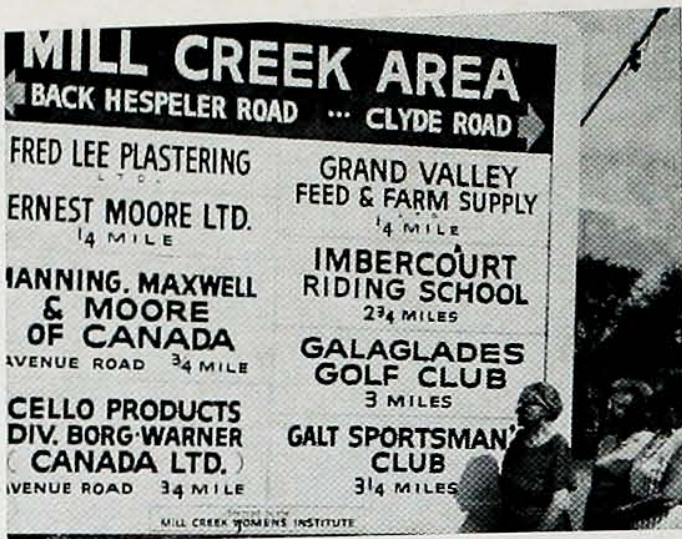 MILL CREEK AREA
BACK HESPELER ROAD ... CLYDE ROAD
FRED LEE PLASTERING
LTD.
ERNEST MOORE LTD.
1/4 MILE
MANNING, MAXWELL
& MOORE
OF CANADA
AVENUE ROAD 3/4 MILE
CELLO PRODUCTS
DIV. BORG-WARNER
(CANADA LTD.)
AVENUE ROAD 3/4 MILE
GRAND VALLEY
FEED & FARM SUPPLY
LTD
1/4 MILE
IMBERCOURT
RIDING SCHOOL
2 3/4 MILES
GALAGLADES
GOLF CLUB
3 MILES
GALT SPORTSMAN'
CLUB
3 1/4 MILES
MILL CREEK WOMEN'S INSTITUTE